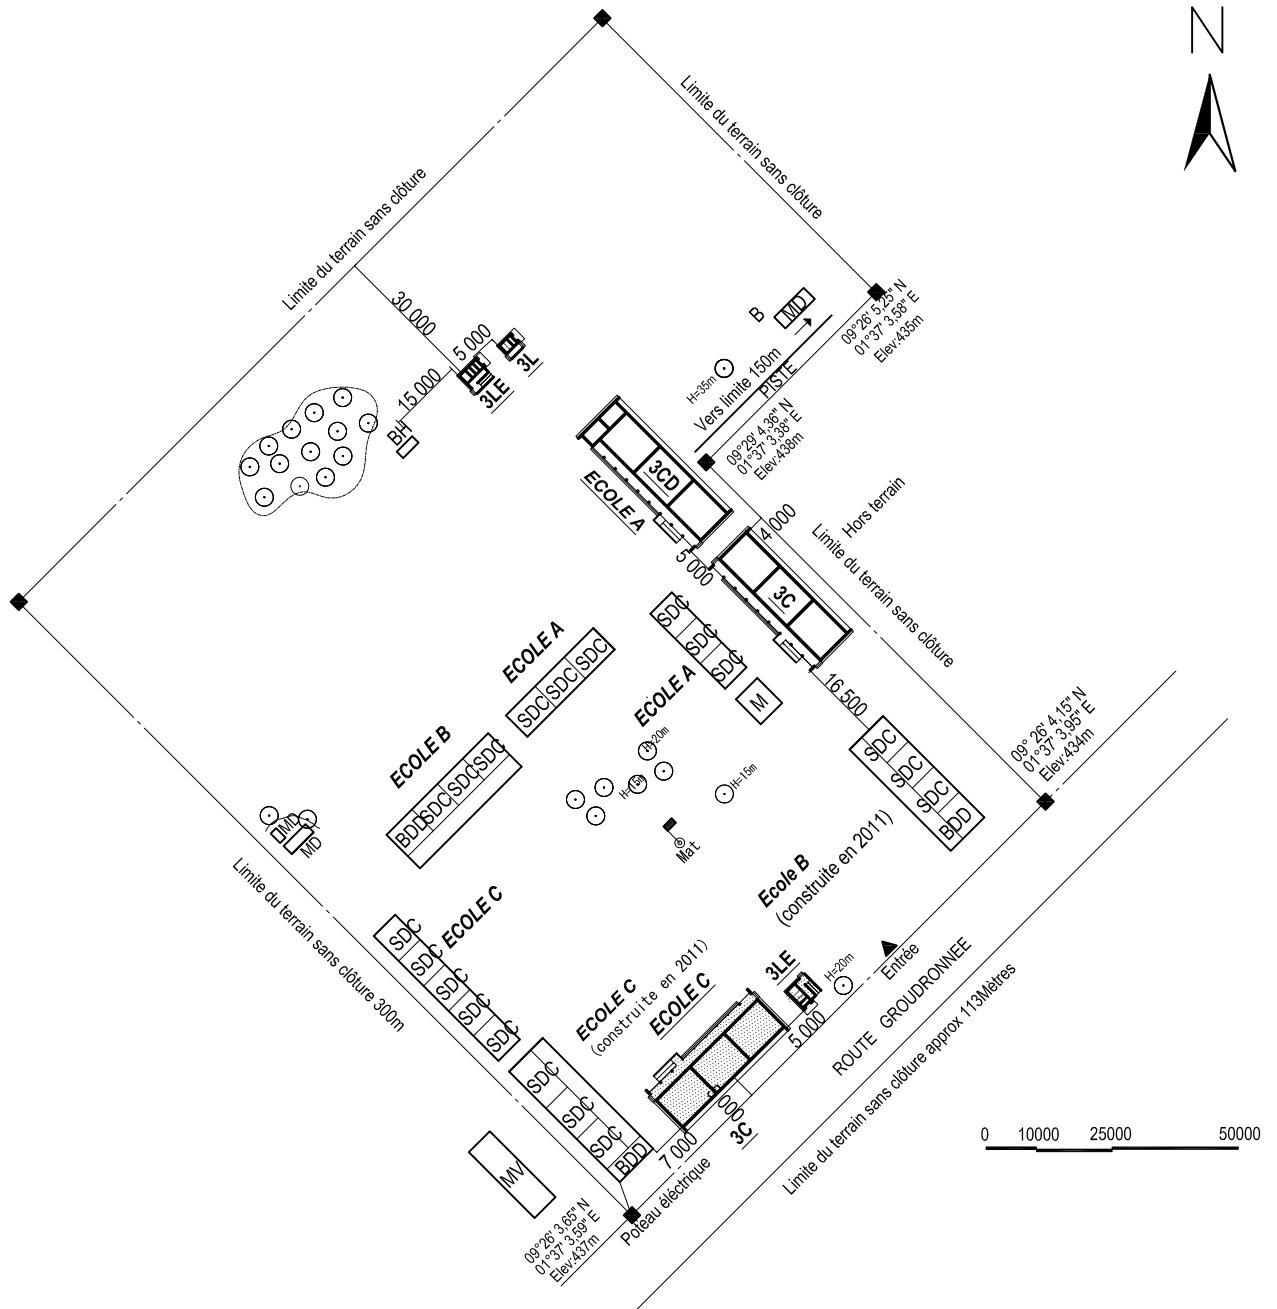 N
Limite du terrain sans clôture
Limite du terrain sans clôture
30 000
5 000
3L
15 000
3LE
BH
B
MD
09°26' 5,25" N
01°37' 3,58" E
Elev:435m
H=35m
Vers limite 150m
PISTE
09°29' 4,36" N
01°37' 3,38" E
Elev:438m
3CD
ECOLE A
4 000
Hors terrain
Limite du terrain sans clôture
5 000
3C
SDC
SDC
SDC
M
ECOLE A
ECOLE A
SDC
SDC
SDC
16 500
09° 26' 4,15" N
01°37' 3,95" E
Elev:434m
SDC
SDC
SDC
BDD
ECOLE B
BDD
SDC
SDC
SDC
H=20m
H=15m
H=15m
Mat
MD
MD
Limite du terrain sans clôture 300m
Ecole B
(construite en 2011)
ECOLE C
SDC
SDC
SDC
SDC
SDC
ECOLE C
(construite en 2011)
ECOLE C
3LE
H=20m
Entrée
5 000
ROUTE GROUDRONNEE
Limite du terrain sans clôture approx 113Mètres
SDC
SDC
SDC
BDD
000
3C
7 000
MV
Poteau éléctrique
09°26' 3,65" N
01°37' 3,59" E
Elev:437m
0 10000 25000 50000